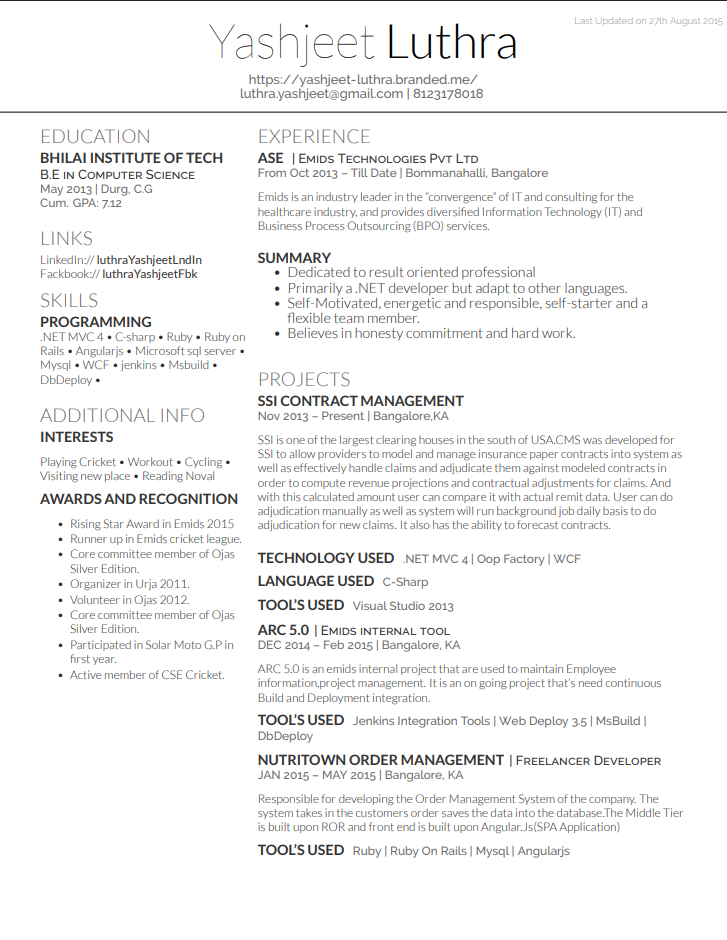 Last Updated on 27th August 2015
Yashjeet Luthra
https://yashjeet-luthra.branded.me/
luthra.yashjeet@gmail.com | 8123178018
EDUCATION
BHILAI INSTITUTE OF TECH
B.E in Computer Science
May 2013 | Durg, C.G
Cum. GPA: 7.12
LINKS
LinkedIn:// luthraYashjeetLndIn
Fackbook:// luthraYashjeetFbk
SKILLS
PROGRAMMING
.NET MVC 4 • C-sharp • Ruby • Ruby on
Rails • Angularjs • Microsoft sql server •
Mysql • WCF • jenkins • Msbuild •
DbDeploy •
ADDITIONAL INFO
INTERESTS
Playing Cricket • Workout • Cycling •
Visiting new place • Reading Noval
AWARDS AND RECOGNITION
• Rising Star Award in Emids 2015
• Runner up in Emids cricket league.
• Core committee member of Ojas
Silver Edition.
• Organizer in Urja 2011.
• Volunteer in Ojas 2012.
• Core committee member of Ojas
Silver Edition.
• Participated in Solar Moto G.P in
first year.
• Active member of CSE Cricket.
EXPERIENCE
ASE | Emids Technologies Pvt Ltd
From Oct 2013 – Till Date | Bommanahalli, Bangalore
Emids is an industry leader in the "convergence" of IT and consulting for the
healthcare industry, and provides diversified Information Technology (IT) and
Business Process Outsourcing (BPO) services.
SUMMARY
• Dedicated to result oriented professional
• Primarily a .NET developer but adapt to other languages.
• Self-Motivated, energetic and responsible, self-starter and a
flexible team member.
• Believes in honesty commitment and hard work.
PROJECTS
SSI CONTRACT MANAGEMENT
Nov 2013 – Present | Bangalore,KA
SSI is one of the largest clearing houses in the south of USA.CMS was developed for
SSI to allow providers to model and manage insurance paper contracts into system as
well as effectively handle claims and adjudicate them against modeled contracts in
order to compute revenue projections and contractual adjustments for claims. And
with this calculated amount user can compare it with actual remit data. User can do
adjudication manually as well as system will run background job daily basis to do
adjudication for new claims. It also has the ability to forecast contracts.
TECHNOLOGY USED .NET MVC 4 | Oop Factory | WCF
LANGUAGE USED C-Sharp
TOOL'S USED Visual Studio 2013
ARC 5.0 | Emids internal tool
DEC 2014 – Feb 2015 | Bangalore, KA
ARC 5.0 is an emids internal project that are used to maintain Employee
information,project management. It is an on going project that's need continuous
Build and Deployment integration.
TOOL'S USED Jenkins Integration Tools | Web Deploy 3.5 | MsBuild |
DbDeploy
NUTRITOWN ORDER MANAGEMENT | Freelancer Developer
JAN 2015 – MAY 2015 | Bangalore, KA
Responsible for developing the Order Management System of the company. The
system takes in the customers order saves the data into the database.The Middle Tier
is built upon ROR and front end is built upon Angular.Js(SPA Application)
TOOL'S USED Ruby | Ruby On Rails | Mysql | Angularjs